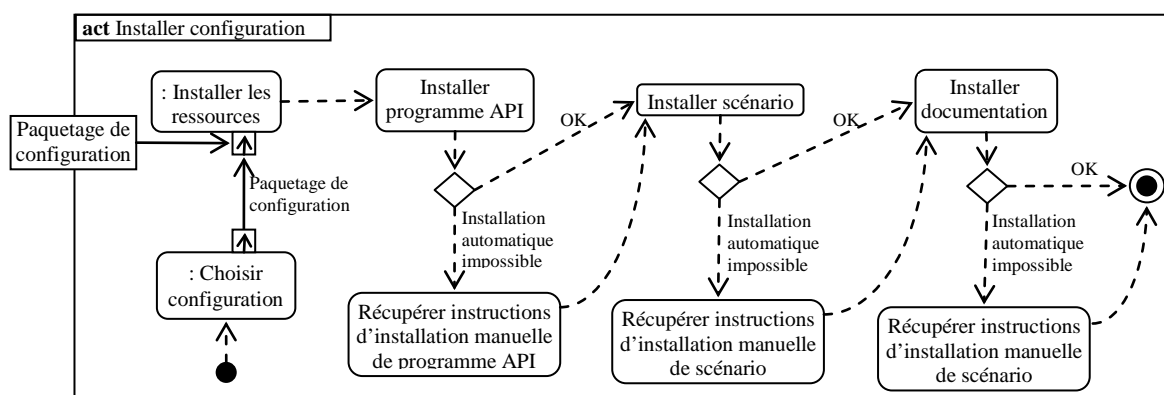 act Installer configuration
: Installer les
ressources
Installer
programme API
OK
Installer scénario
OK
Installer
documentation
OK
Paquetage de
configuration
Paquetage de
configuration
Installation
automatique
impossible
Installation
automatique
impossible
Installation
automatique
impossible
: Choisir
configuration
Récupérer instructions
d’installation manuelle
de programme API
Récupérer instructions
d’installation manuelle
de scénario
Récupérer instructions
d’installation manuelle
de scénario